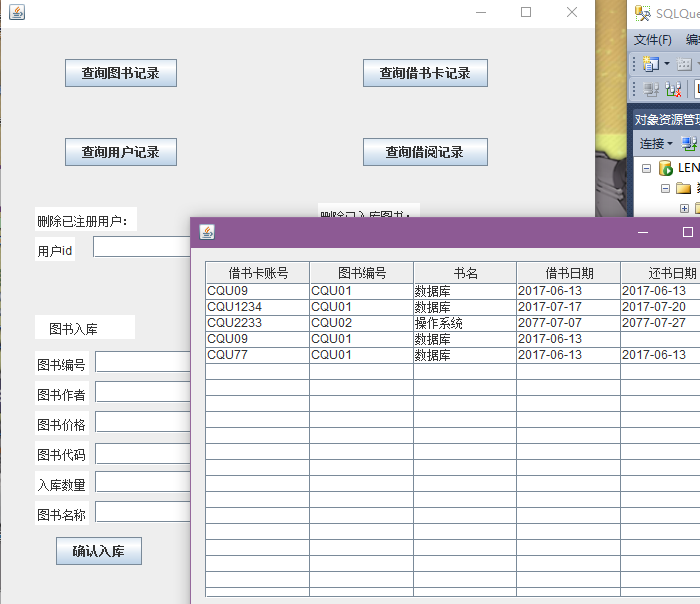 SQLQue
文件(F) 编辑
对象资源管理
连接
LEN
查询图书记录 查询借书卡记录
查询用户记录 查询借阅记录
删除已注册用户： 删除已入库图书：
用户id
图书入库
图书编号
图书作者
图书价格
图书代码
入库数量
图书名称
确认入库
借书卡账号 图书编号 书名 借书日期 还书日期
CQU09 CQU01 数据库 2017-06-13 2017-06-13
CQU1234 CQU01 数据库 2017-07-17 2017-07-20
CQU2233 CQU02 操作系统 2077-07-07 2077-07-27
CQU09 CQU01 数据库 2017-06-13
CQU77 CQU01 数据库 2017-06-13 2017-06-13